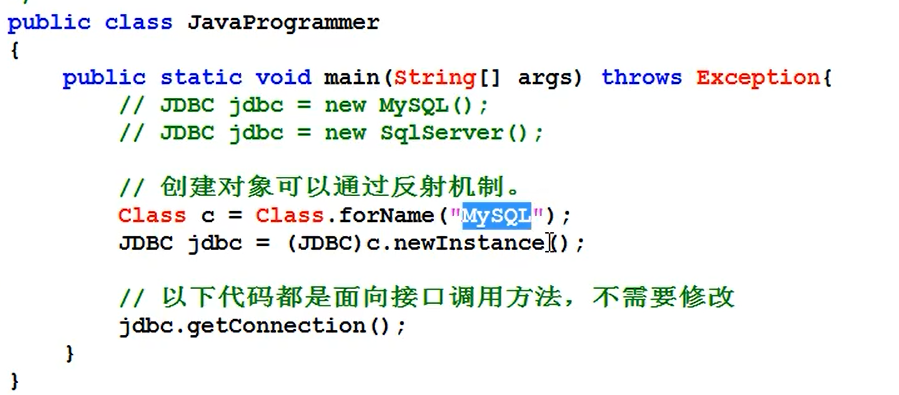 public class JavaProgrammer
{
    public static void main(String[] args) throws Exception{
        // JDBC jdbc = new MySQL();
        // JDBC jdbc = new SqlServer();

        // 创建对象可以通过反射机制。
        Class c = Class.forName("MySQL");
        JDBC jdbc = (JDBC)c.newInstance();

        // 以下代码都是面向接口调用方法，不需要修改
        jdbc.getConnection();
    }
}